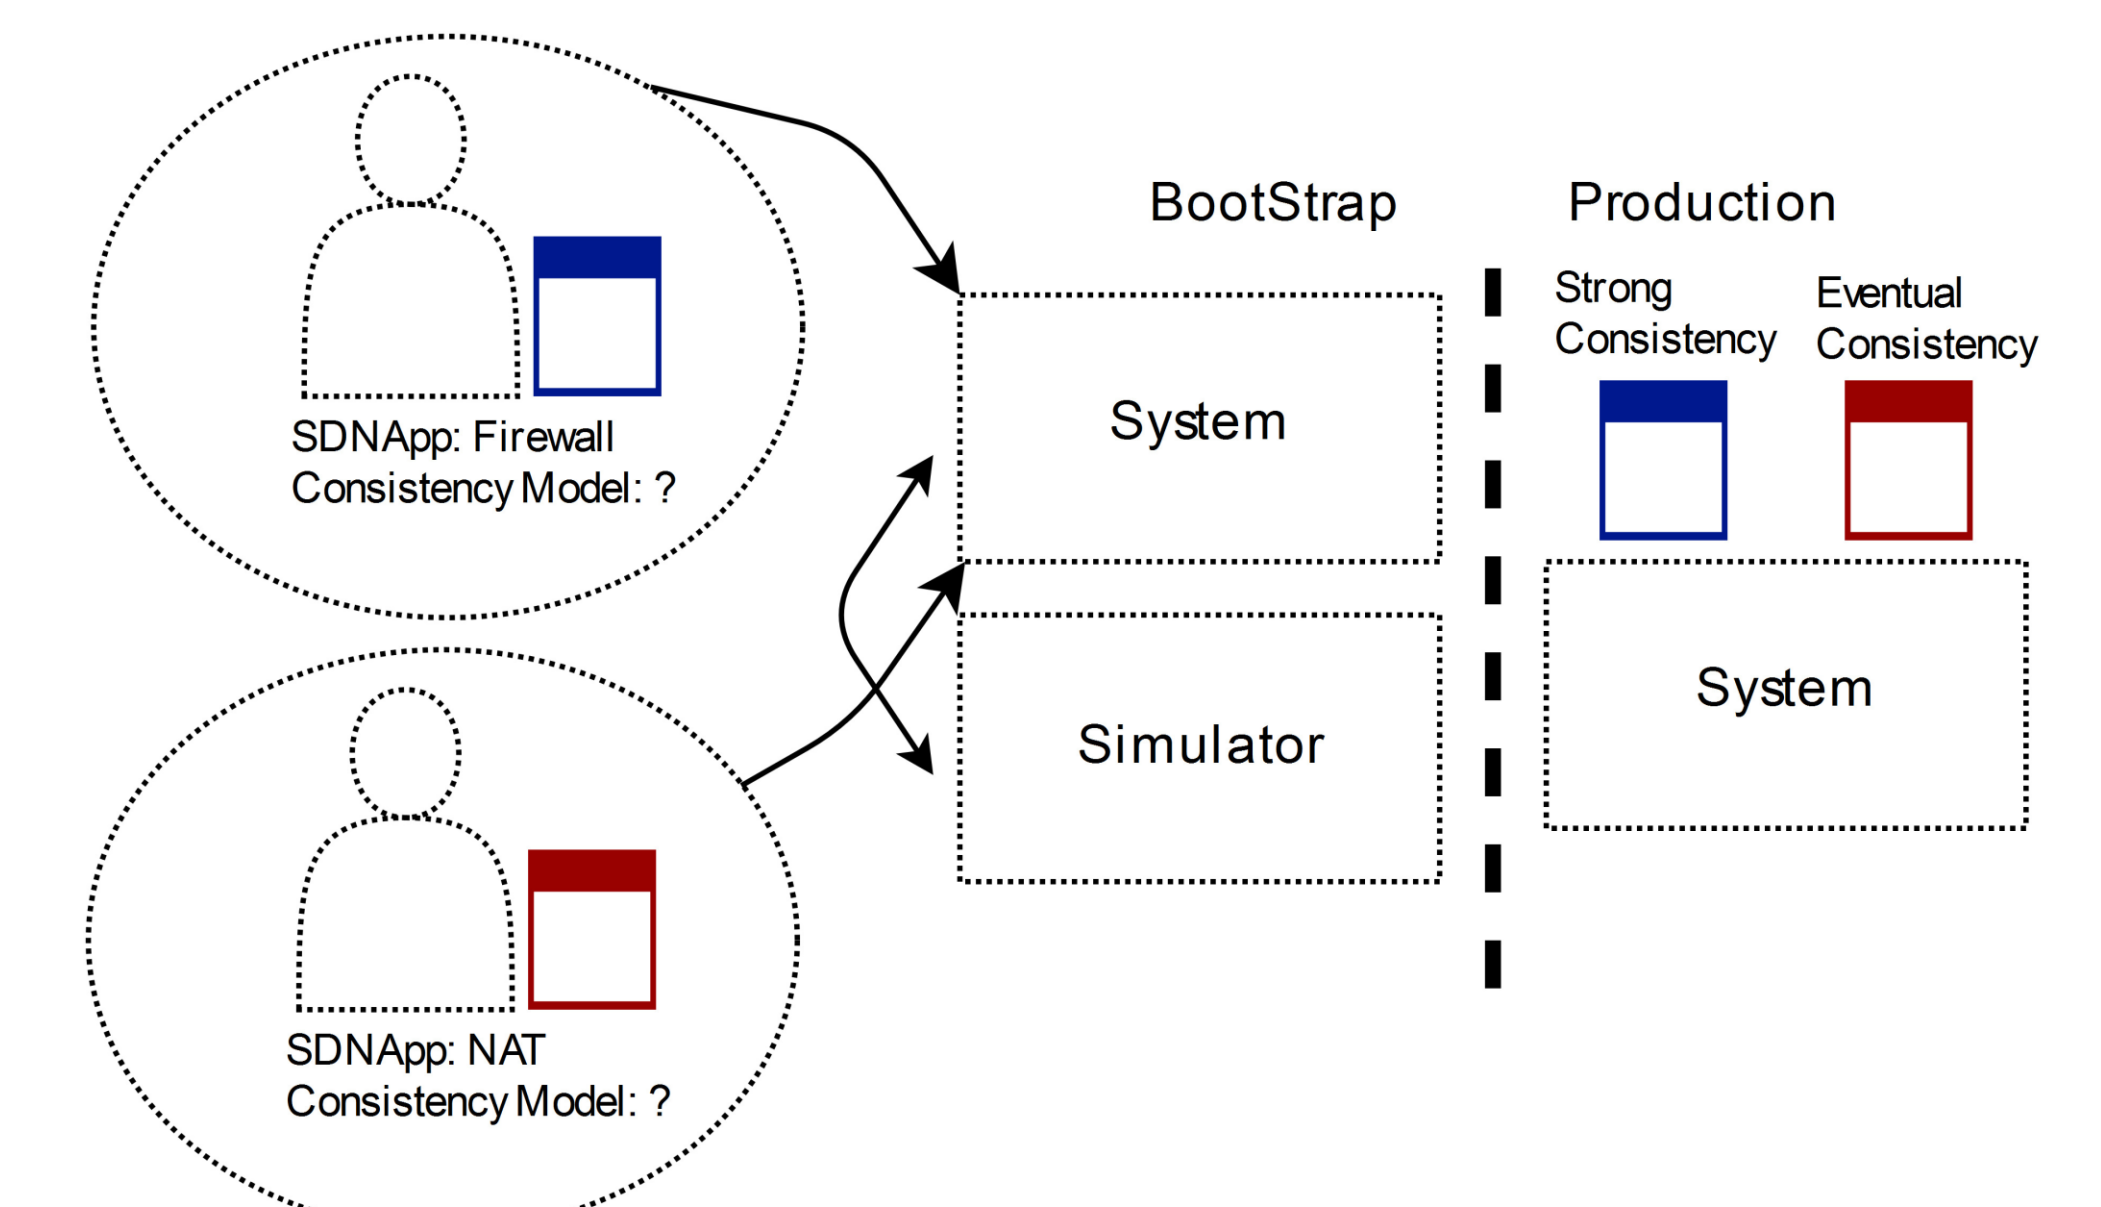 SDNApp: Firewall
Consistency Model: ?
SDNApp: NAT
Consistency Model: ?
BootStrap
System
Simulator
Production
Strong
Consistency
Eventual
Consistency
System